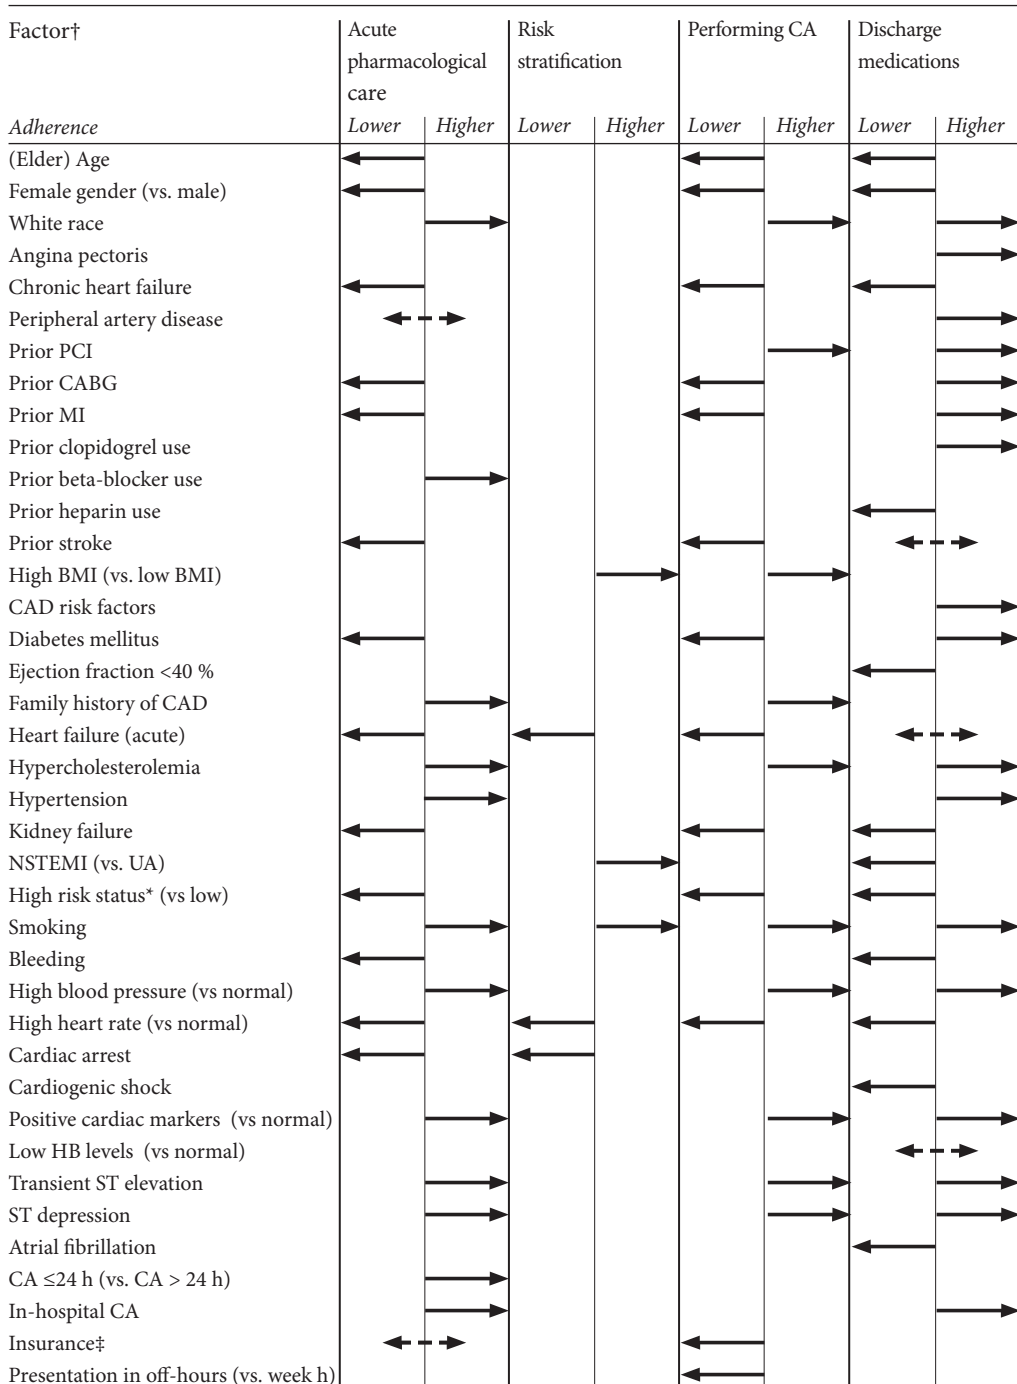 Factor† Acute Risk Performing CA Discharge
pharmacological stratification medications
care
Adherence Lower Higher Lower Higher Lower Higher Lower Higher
(Elder) Age
Female gender (vs. male)
White race
Angina pectoris
Chronic heart failure
Peripheral artery disease
Prior PCI
Prior CABG
Prior MI
Prior clopidogrel use
Prior beta-blocker use
Prior heparin use
Prior stroke
High BMI (vs. low BMI)
CAD risk factors
Diabetes mellitus
Ejection fraction <40 %
Family history of CAD
Heart failure (acute)
Hypercholesterolemia
Hypertension
Kidney failure
NSTEMI (vs. UA)
High risk status* (vs low)
Smoking
Bleeding
High blood pressure (vs normal)
High heart rate (vs normal)
Cardiac arrest
Cardiogenic shock
Positive cardiac markers (vs normal)
Low HB levels (vs normal)
Transient ST elevation
ST depression
Atrial fibrillation
CA ≤24 h (vs. CA > 24 h)
In-hospital CA
Insurance‡
Presentation in off-hours (vs. week h)